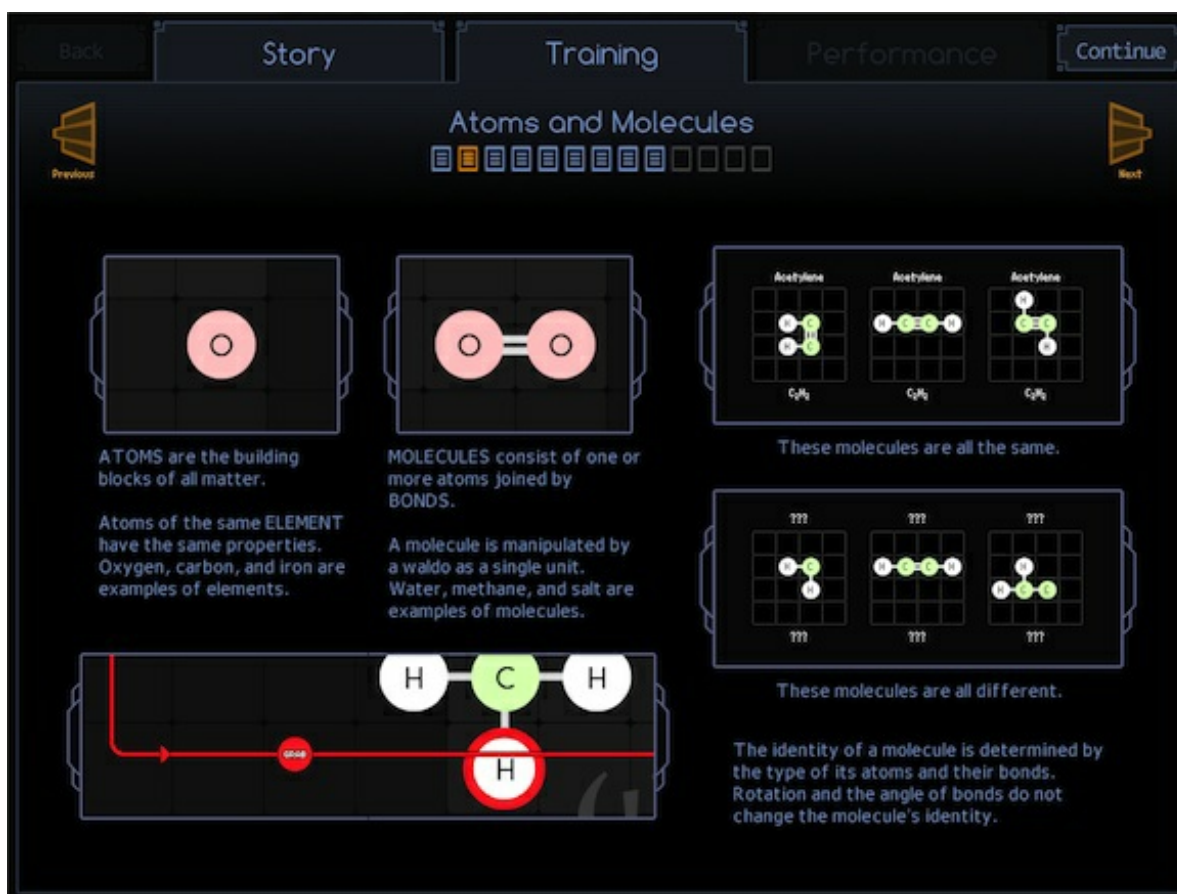 Back
Story
Training
Performance
Continue
Atoms and Molecules
Previous
Next
O
O
O
ATOMS are the building
blocks of all matter.
Atoms of the same ELEMENT
have the same properties.
Oxygen, carbon, and iron are
examples of elements.
MOLECULES consist of one or
more atoms joined by
BONDS.
A molecule is manipulated by
a waldo as a single unit.
Water, methane, and salt are
examples of molecules.
H C H
GRAB
H
Acetylene Acetylene Acetylene
H
H C H C C H C C
H C H
C₂H₂ C₂H₂ C₂H₂
These molecules are all the same.
??? ??? ???
H C H C C H H
H H C C
??? ??? ???
These molecules are all different.
The identity of a molecule is determined by
the type of its atoms and their bonds.
Rotation and the angle of bonds do not
change the molecule's identity.